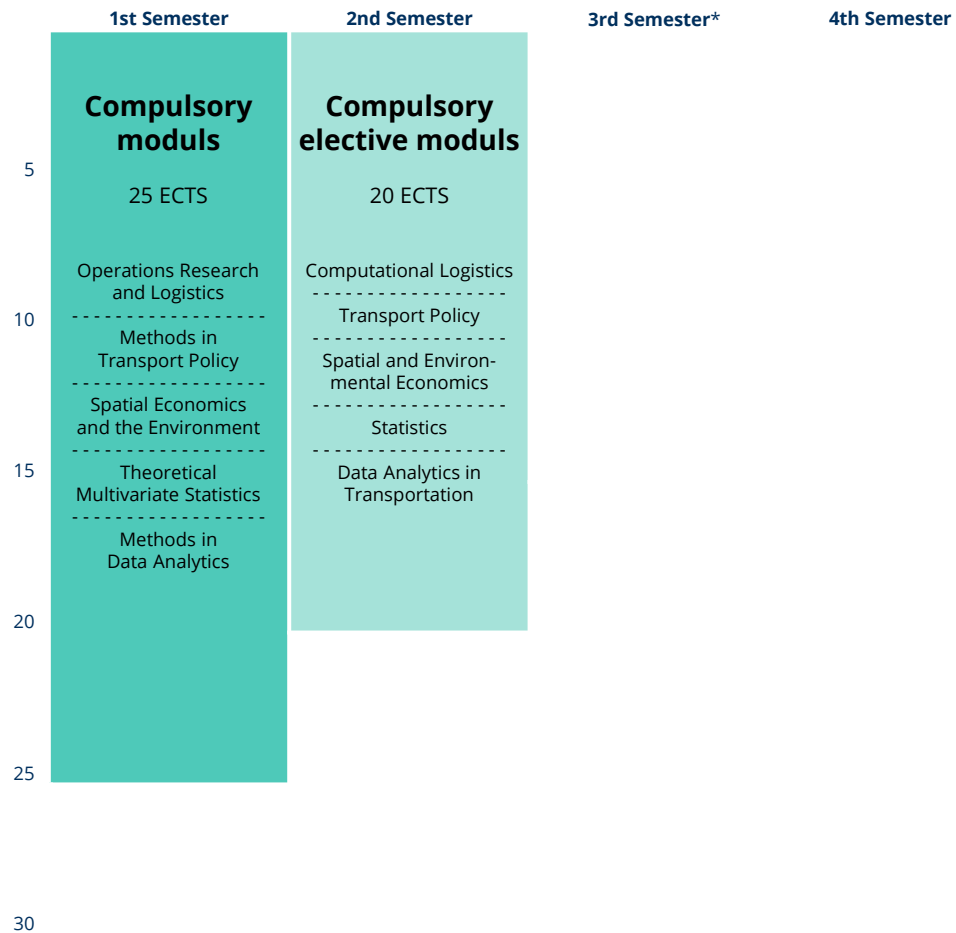 1st Semester
2nd Semester
3rd Semester*
4th Semester
Compulsory
moduls
25 ECTS
Operations Research
and Logistics
- - - - - - - - - - - - - - - - - -
Methods in
Transport Policy
- - - - - - - - - - - - - - - - - -
Spatial Economics
and the Environment
- - - - - - - - - - - - - - - - - -
Theoretical
Multivariate Statistics
- - - - - - - - - - - - - - - - - -
Methods in
Data Analytics
Compulsory
elective moduls
20 ECTS
Computational Logistics
- - - - - - - - - - - - - - - - - -
Transport Policy
- - - - - - - - - - - - - - - - - -
Spatial and Environ-
mental Economics
- - - - - - - - - - - - - - - - - -
Statistics
- - - - - - - - - - - - - - - - - -
Data Analytics in
Transportation
5
10
15
20
25
30